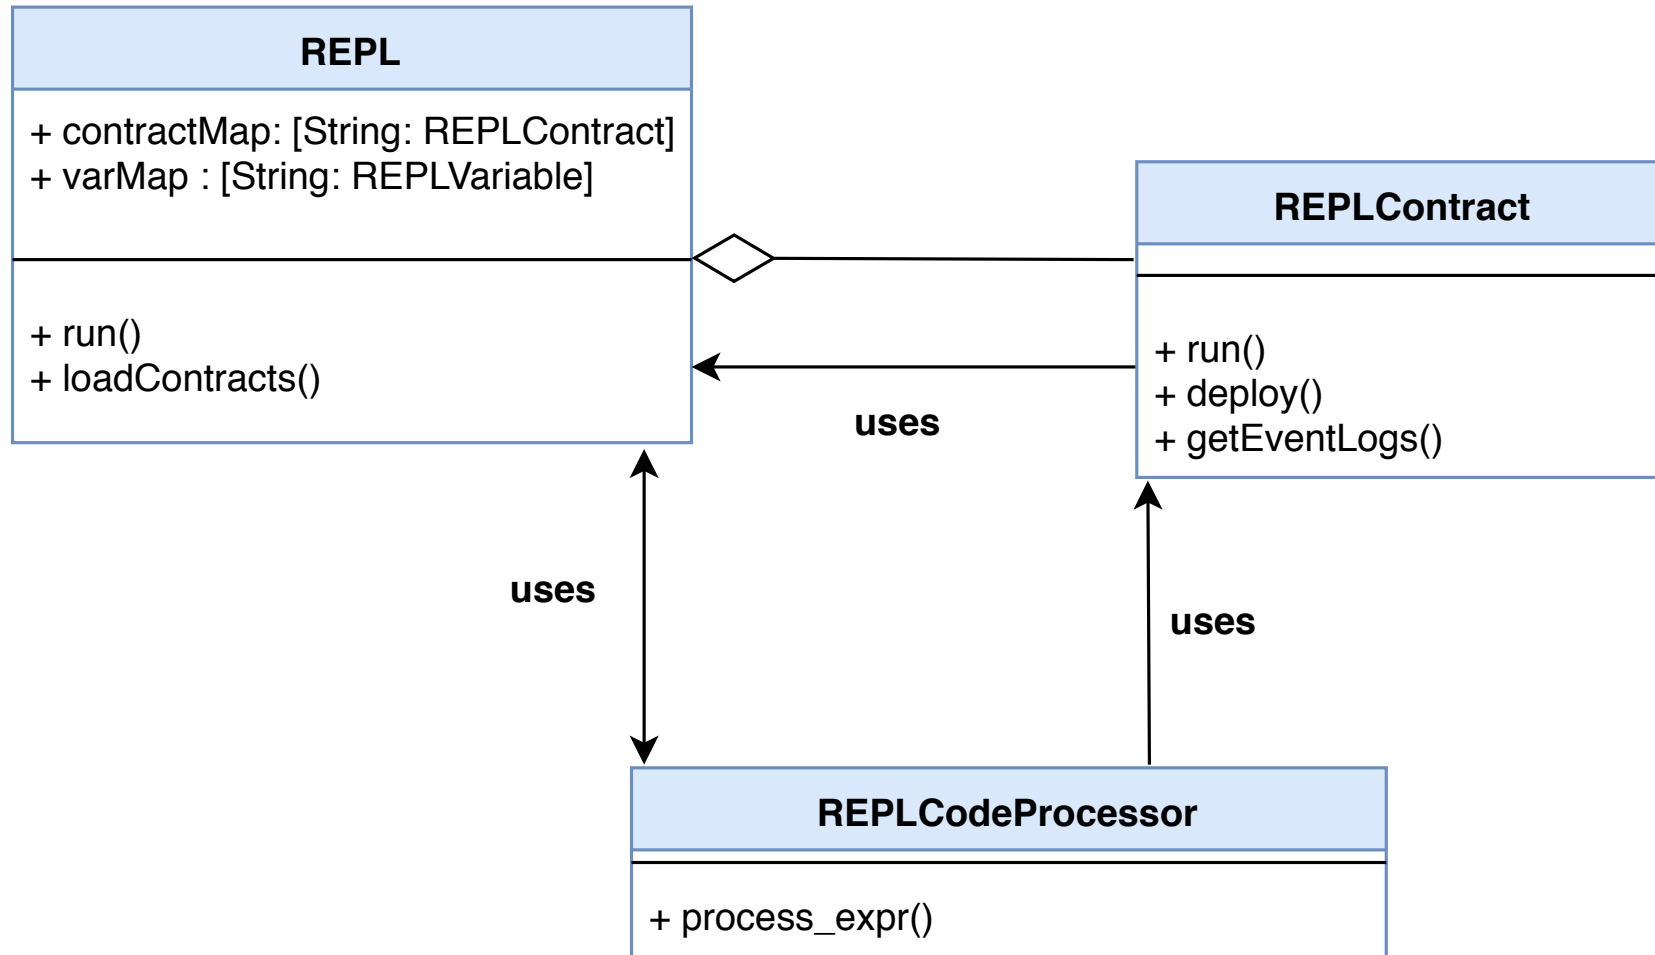 REPL
+ contractMap: [String: REPLContract]
+ varMap : [String: REPLVariable]
+ run()
+ loadContracts()
REPLContract
+ run()
+ deploy()
+ getEventLogs()
uses
uses
uses
REPLCodeProcessor
+ process_expr()